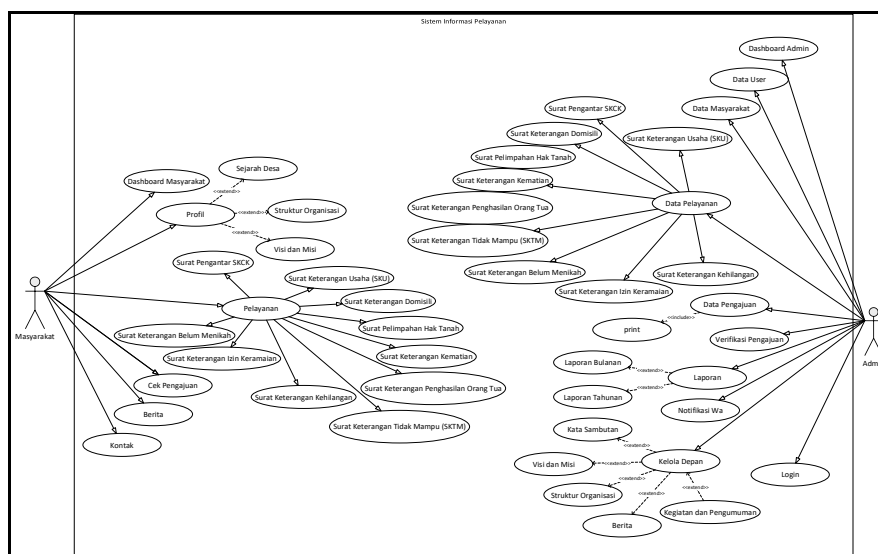 Sistem Informasi Pelayanan
Masyarakat
Dashboard Masyarakat
Profil
<<extend>>
Sejarah Desa
<<extend>>
Struktur Organisasi
<<extend>>
Visi dan Misi
Pelayanan
Surat Pengantar SKCK
Surat Keterangan Usaha (SKU)
Surat Keterangan Domisili
Surat Pelimpahan Hak Tanah
Surat Keterangan Kematian
Surat Keterangan Penghasilan Orang Tua
Surat Keterangan Tidak Mampu (SKTM)
Surat Keterangan Kehilangan
Surat Keterangan Belum Menikah
Surat Keterangan Izin Keramaian
Cek Pengajuan
Berita
Kontak
Dashboard Admin
Data User
Data Masyarakat
Surat Pengantar SKCK
Surat Keterangan Domisili
Surat Keterangan Usaha (SKU)
Surat Pelimpahan Hak Tanah
Surat Keterangan Kematian
Surat Keterangan Penghasilan Orang Tua
Data Pelayanan
Surat Keterangan Tidak Mampu (SKTM)
Surat Keterangan Belum Menikah
Surat Keterangan Kehilangan
Surat Keterangan Izin Keramaian
Data Pengajuan
<<include>>
print
Verifikasi Pengajuan
Laporan Bulanan
<<extend>>
Laporan
<<extend>>
Laporan Tahunan
Notifikasi Wa
Kata Sambutan
<<extend>>
Visi dan Misi
<<extend>>
Kelola Depan
<<extend>>
Struktur Organisasi
<<extend>>
Berita
<<extend>>
Kegiatan dan Pengumuman
Login
Adm